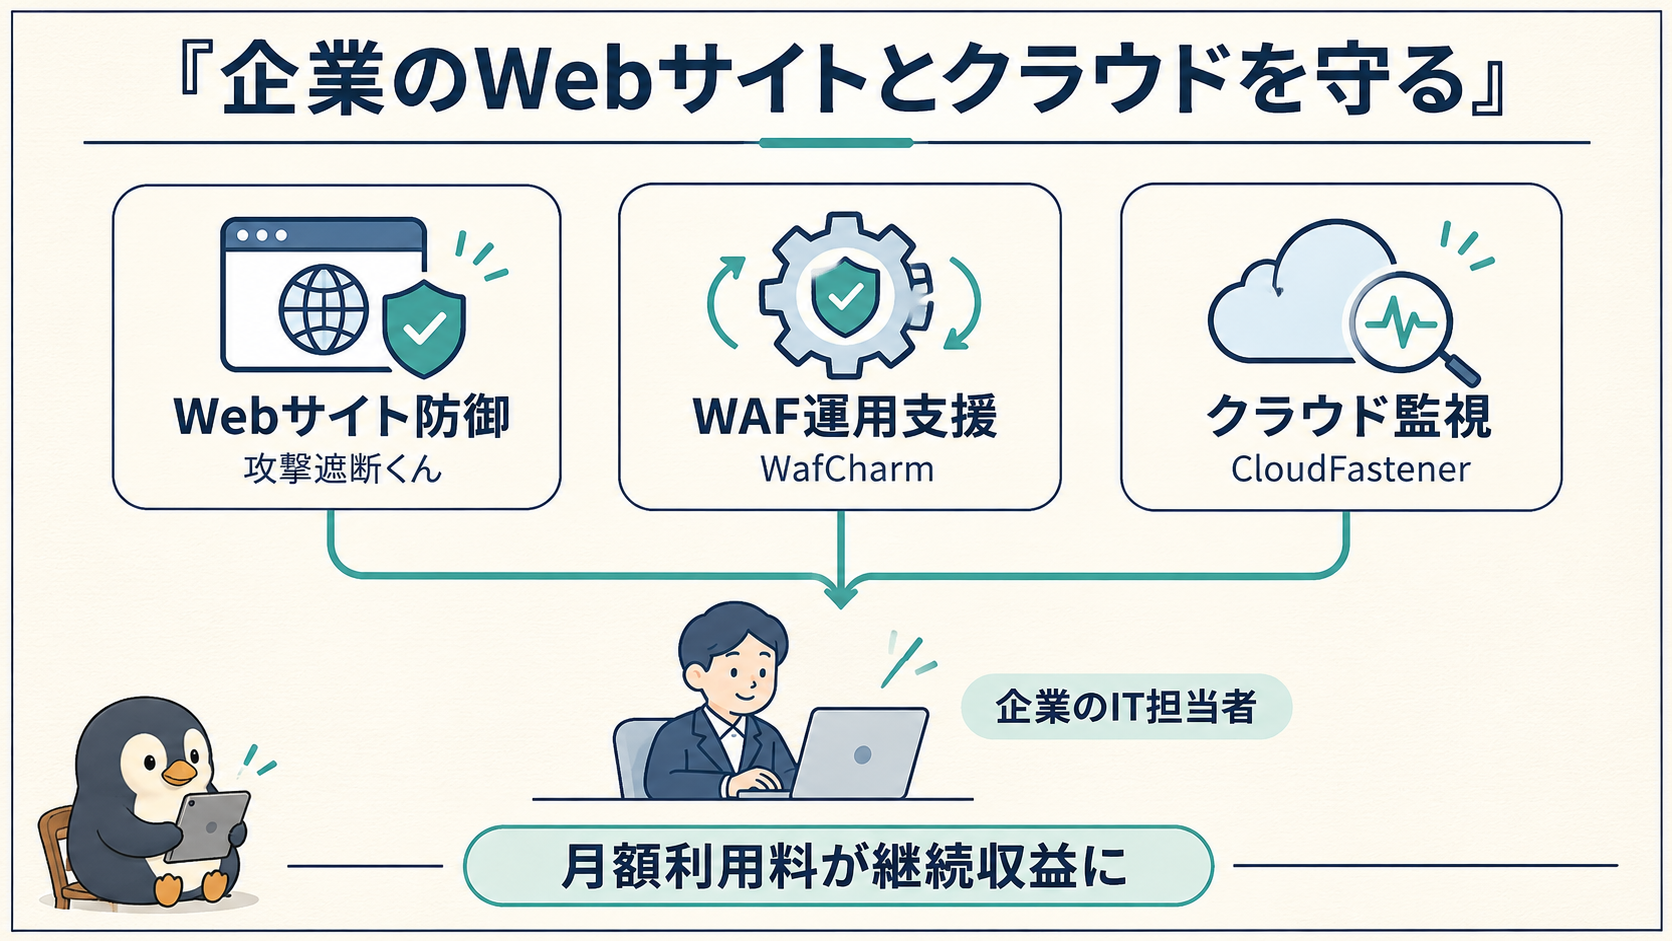 『企業のWebサイトとクラウドを守る』
Webサイト防御
攻撃遮断くん
WAF運用支援
WafCharm
クラウド監視
CloudFastener
企業のIT担当者
月額利用料が継続収益に